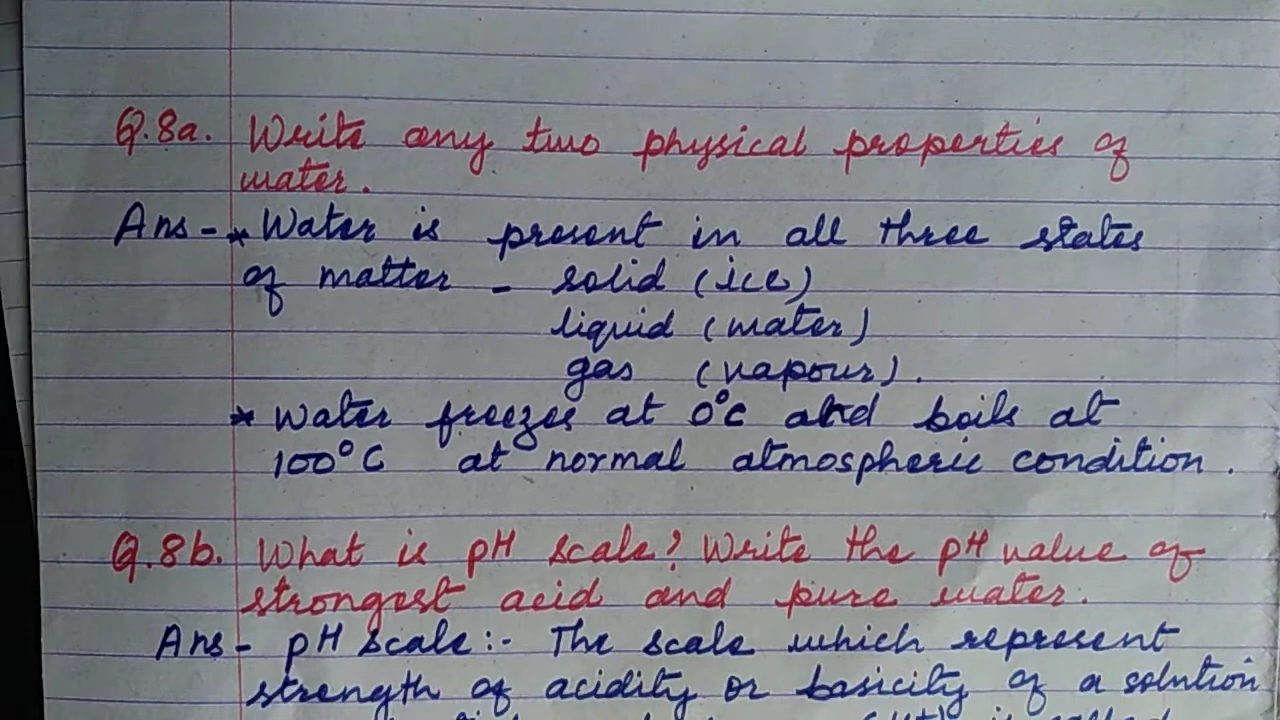 Q.8a. Write any two physical properties of
water.
Ans - * Water is present in all three states
of matter - solid (ice)
liquid (water)
gas (vapour).
* Water freezes at 0°C and boils at
100°C at normal atmospheric condition.
Q.8b. What is pH scale? Write the pH value of
strongest acid and pure water.
Ans - pH scale:- The scale which represent
strength of acidity or basicity of a solution
(H+) is called